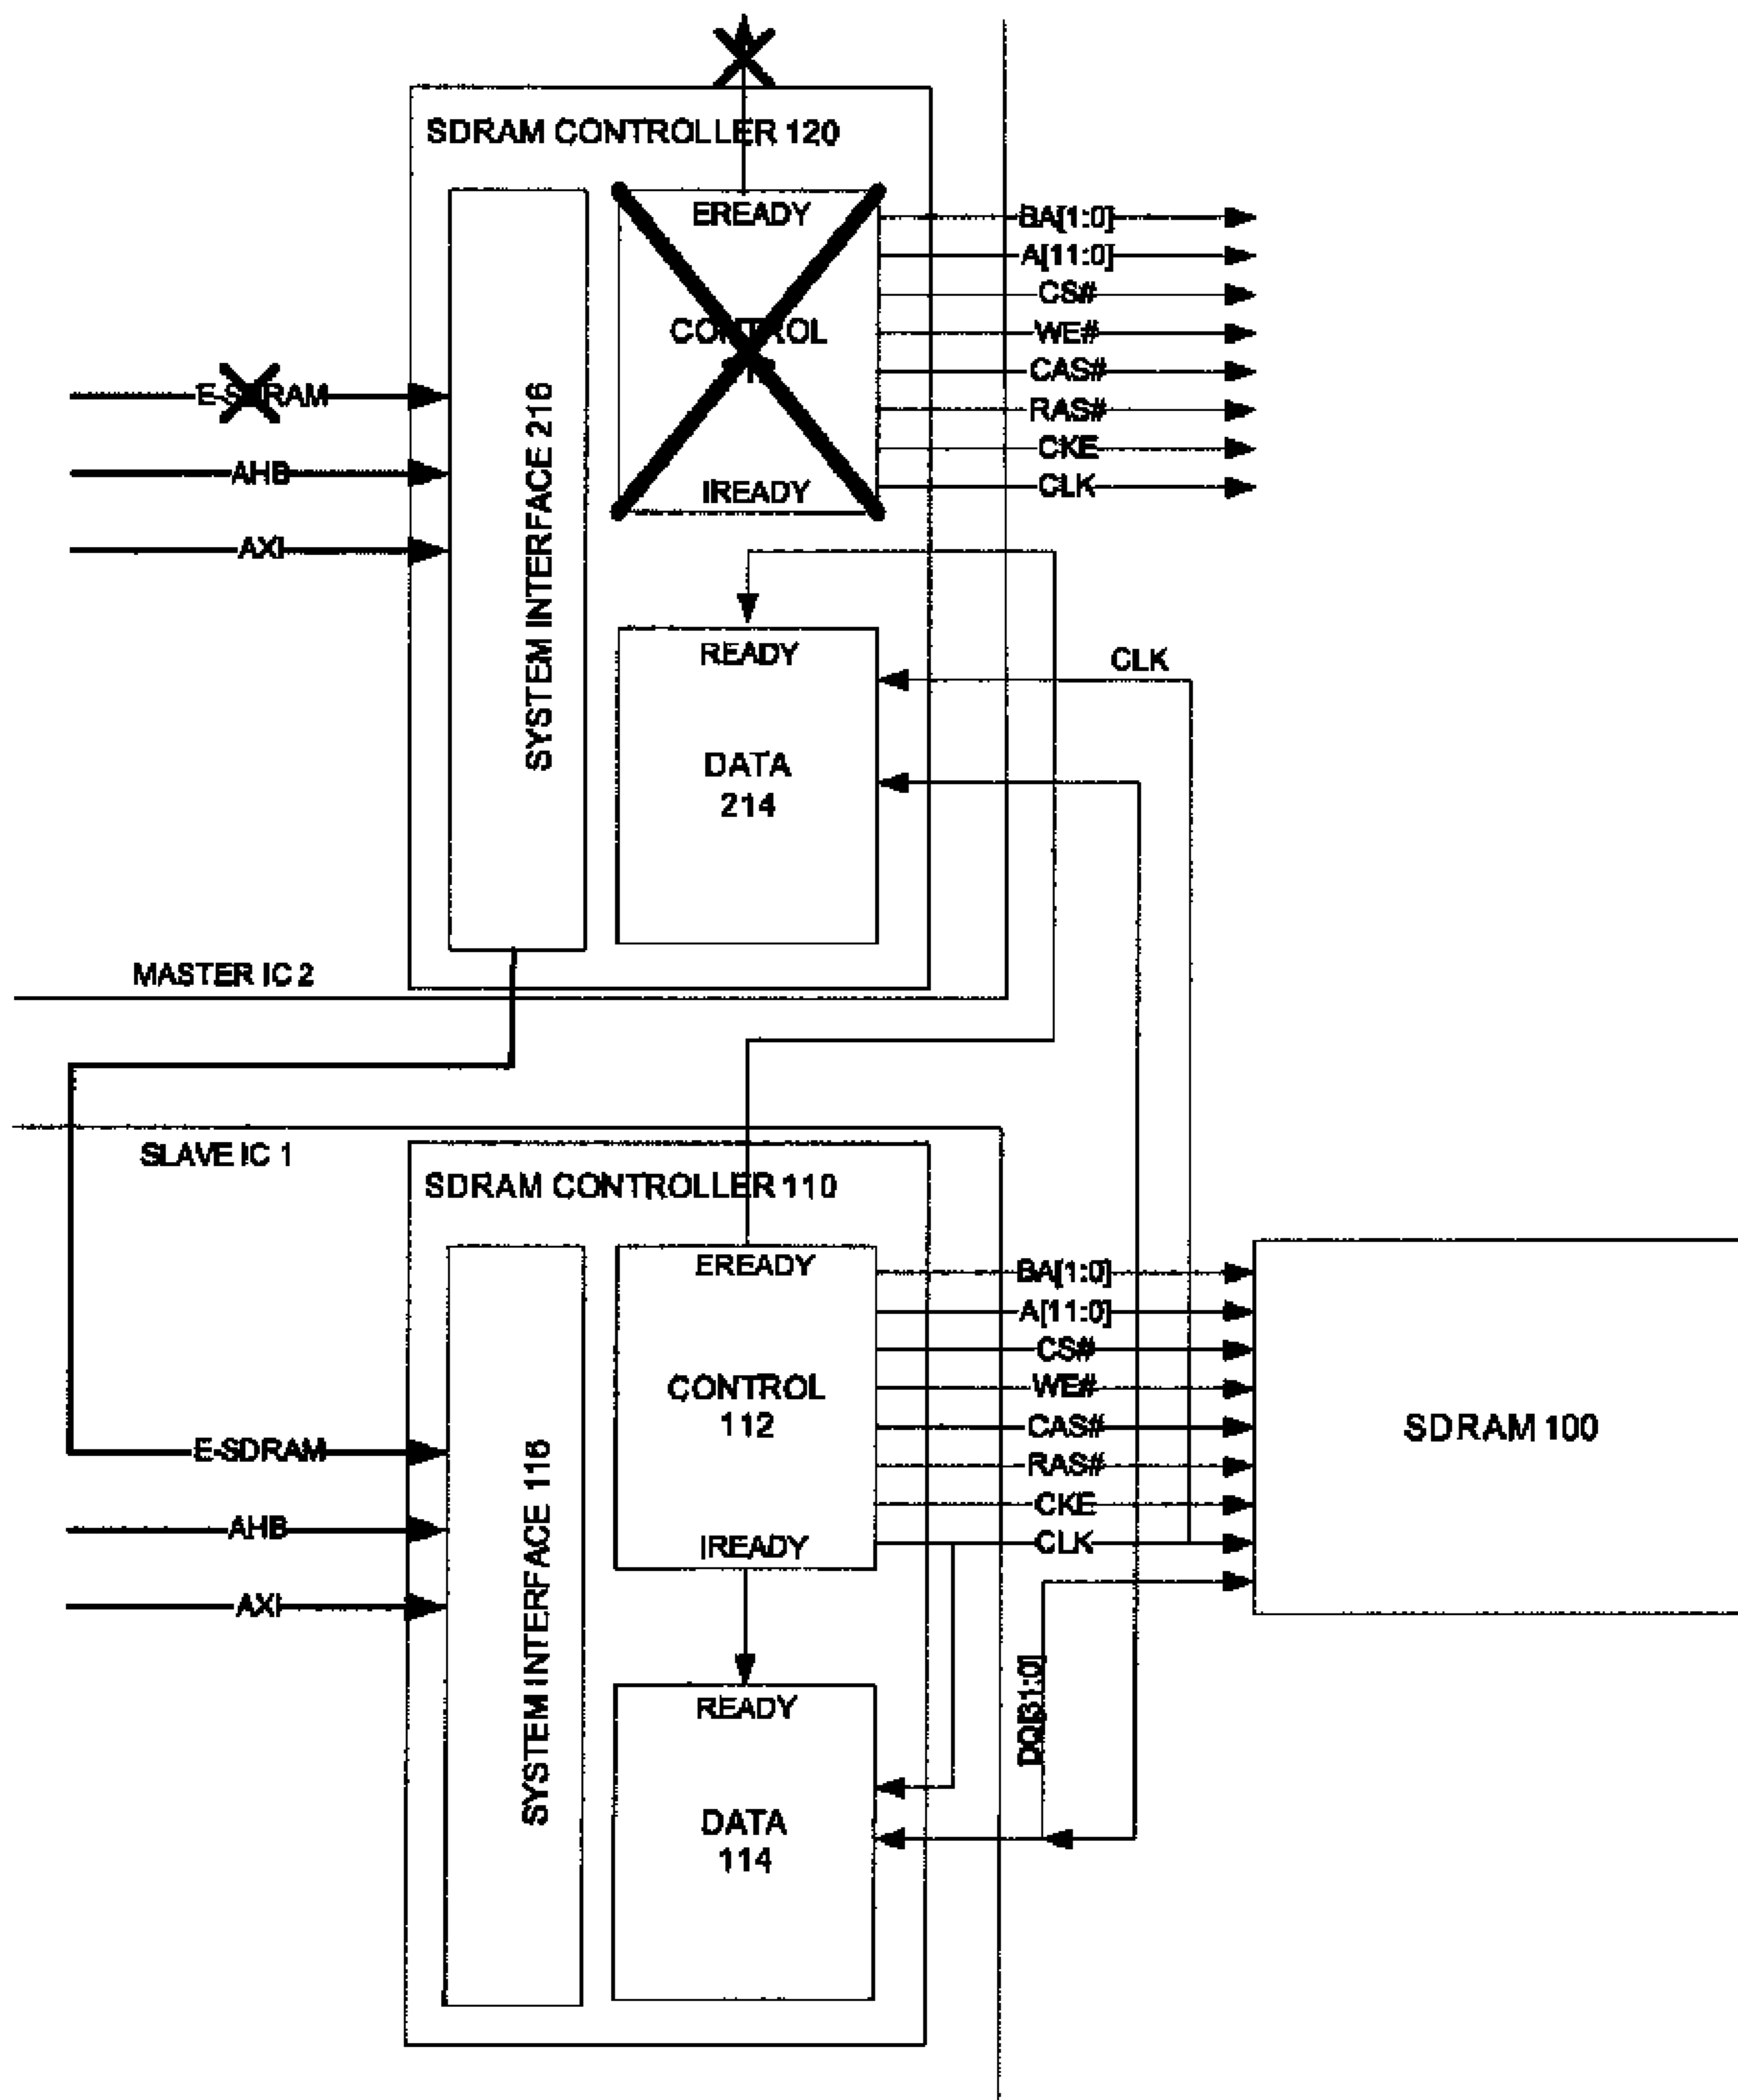 SDRAM CONTROLLER 120
EREADY
CONTROL
IREADY
BA[1:0]
A[11:0]
CS#
WE#
CAS#
RAS#
CKE
CLK
E-SDRAM
AHB
AXI
SYSTEM INTERFACE 216
READY
DATA
214
CLK
MASTER IC 2
SLAVE IC 1
SDRAM CONTROLLER 110
EREADY
CONTROL
112
IREADY
BA[1:0]
A[11:0]
CS#
WE#
CAS#
RAS#
CKE
CLK
SDRAM 100
E-SDRAM
AHB
AXI
SYSTEM INTERFACE 116
READY
DATA
114
DQ[31:0]